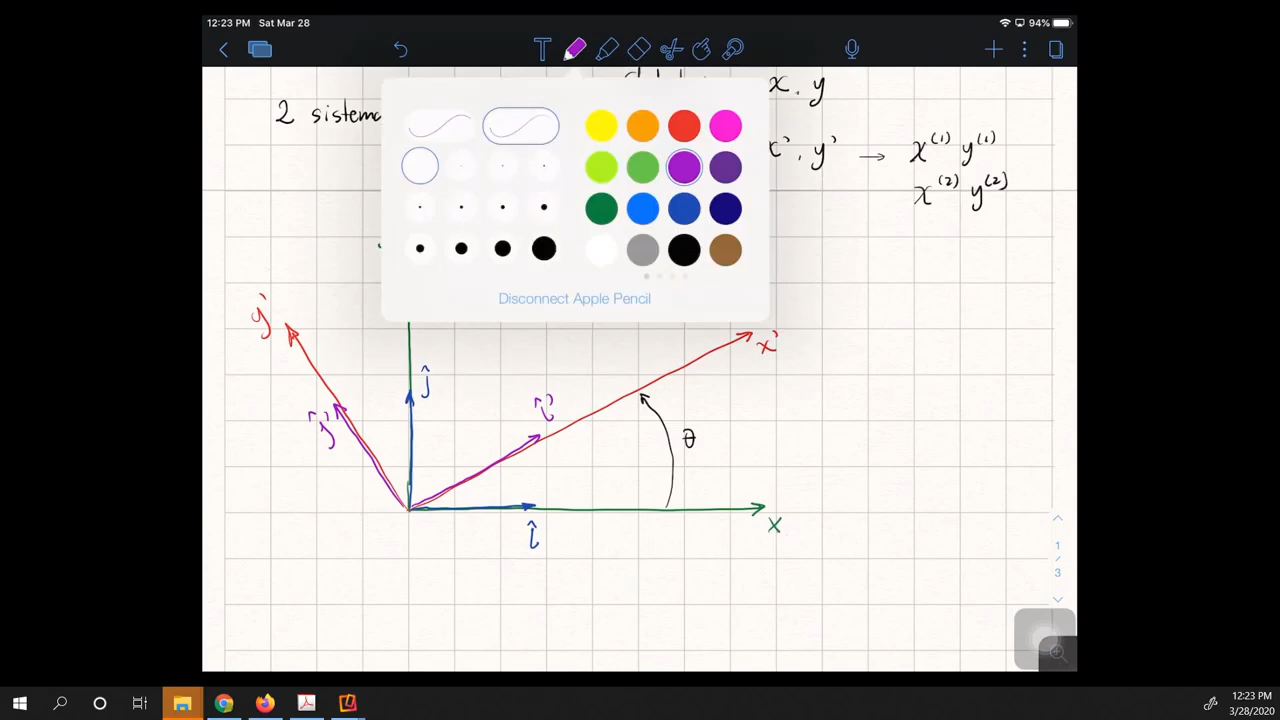 12:23 PM Sat Mar 28
94%
T
x, y
2 sistema
x', y' → x⁽¹⁾ y⁽¹⁾
x⁽²⁾ y⁽²⁾
Disconnect Apple Pencil
y'
x'
ĵ
î'
ĵ'
θ
î
x
1
/
3
12:23 PM
3/28/2020